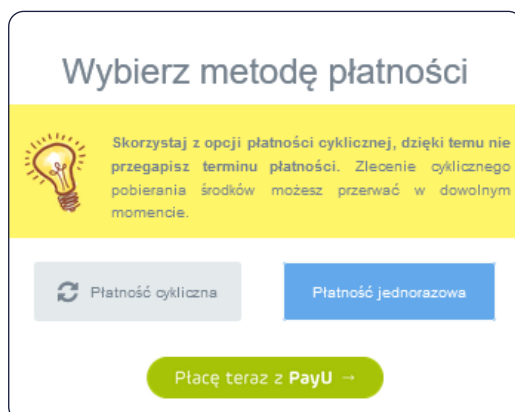 Wybierz metodę płatności
Skorzystaj z opcji płatności cyklicznej, dzięki temu nie
przegapisz terminu płatności. Zlecenie cyklicznego
pobierania środków możesz przerwać w dowolnym
momencie.
Płatność cykliczna
Płatność jednorazowa
Płacę teraz z PayU →